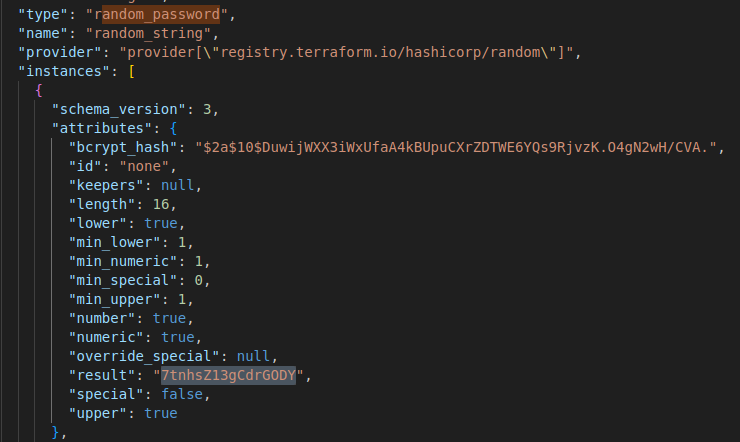 "type": "random_password",
"name": "random_string",
"provider": "provider[\"registry.terraform.io/hashicorp/random\"]",
"instances": [
{
"schema_version": 3,
"attributes": {
"bcrypt_hash": "$2a$10$DuwijWXX3iWxUfaA4kBUpuCXrZDTWE6YQs9RjvzK.O4gN2wH/CVA.",
"id": "none",
"keepers": null,
"length": 16,
"lower": true,
"min_lower": 1,
"min_numeric": 1,
"min_special": 0,
"min_upper": 1,
"number": true,
"numeric": true,
"override_special": null,
"result": "7tnhsZ13gCdrGODY",
"special": false,
"upper": true
},